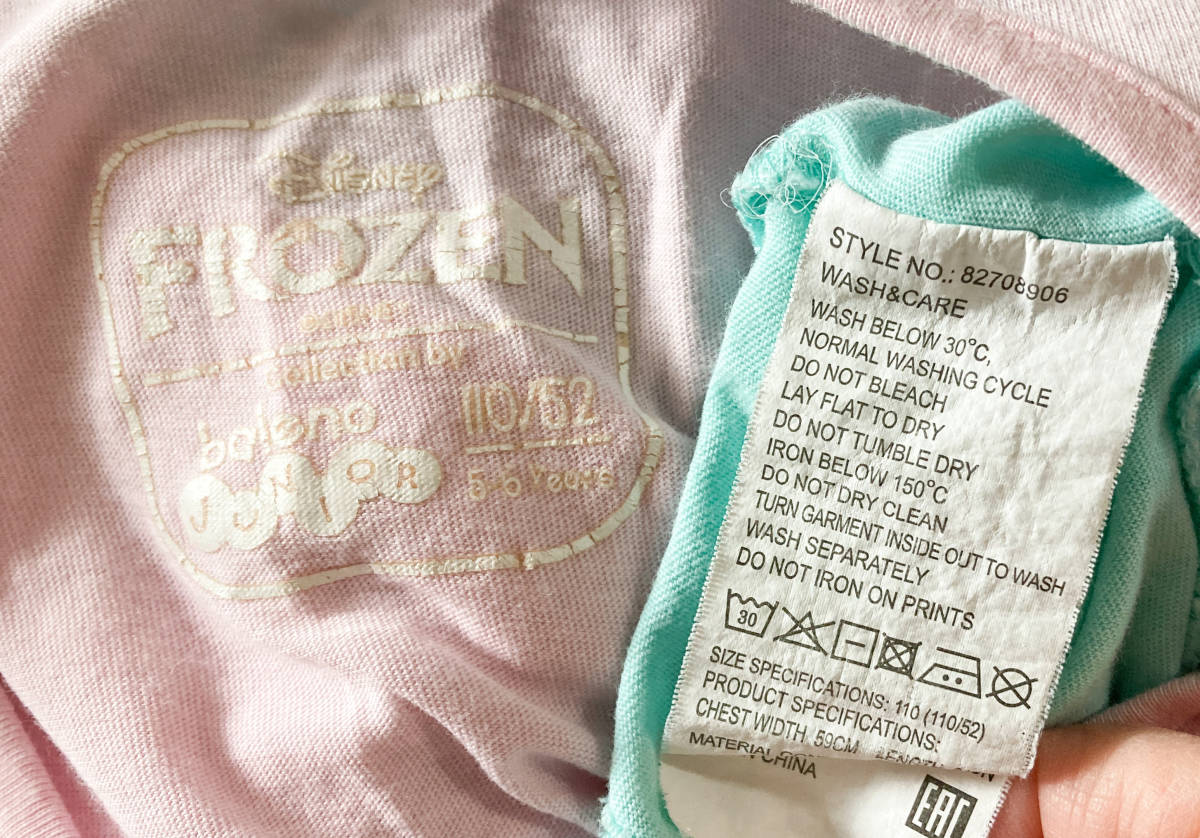 Disney
FROZEN
collection by
baleno
JUNIOR
110/52
5-6 Years
STYLE NO.: 82708906
WASH&CARE
WASH BELOW 30°C,
NORMAL WASHING CYCLE
DO NOT BLEACH
LAY FLAT TO DRY
DO NOT TUMBLE DRY
IRON BELOW 150°C
DO NOT DRY CLEAN
TURN GARMENT INSIDE OUT TO WASH
WASH SEPARATELY
DO NOT IRON ON PRINTS
30
SIZE SPECIFICATIONS: 110 (110/52)
PRODUCT SPECIFICATIONS:
CHEST WIDTH 59CM
MATERIAL
CHINA
EAC